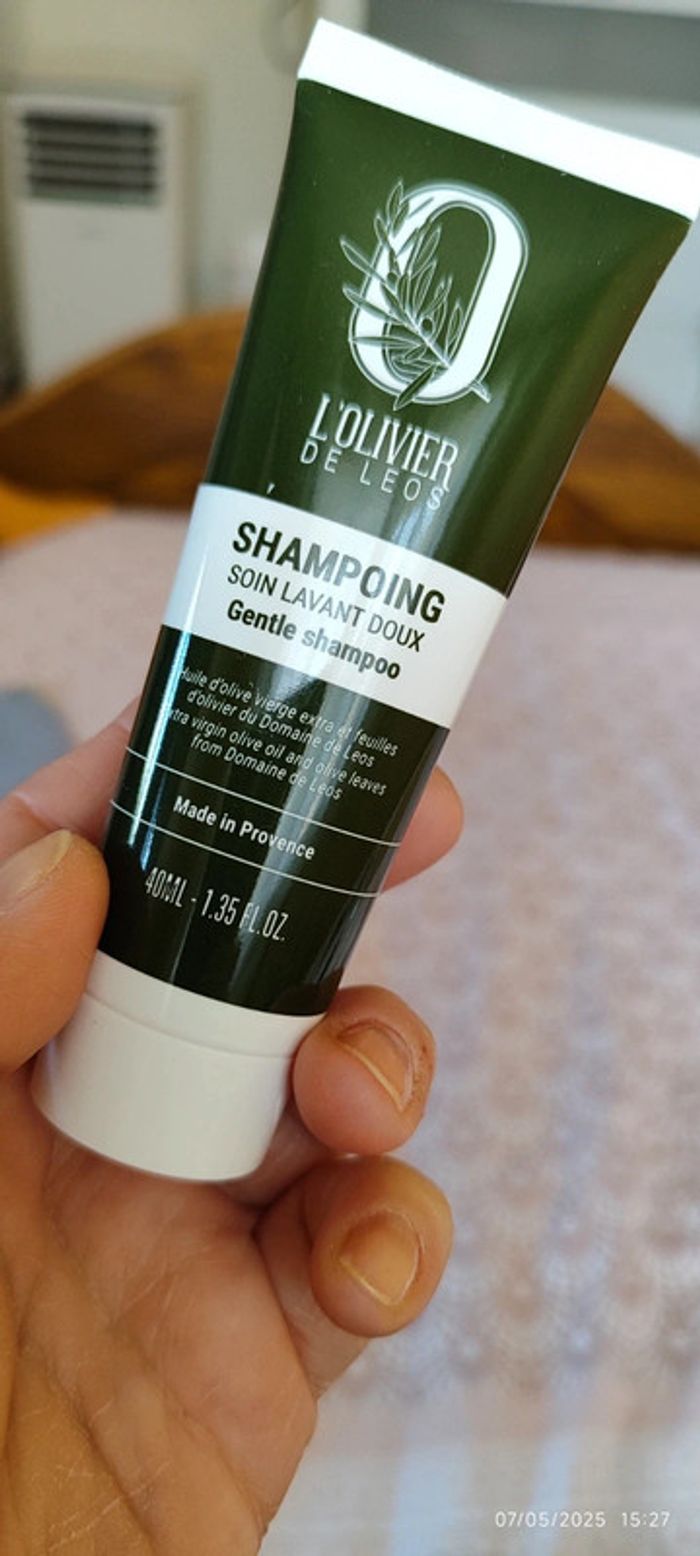 L'OLIVIER
DE LEOS
SHAMPOING
SOIN LAVANT DOUX
Gentle shampoo
Huile d'olive vierge extra et feuilles
d'olivier du Domaine de Leos
xtra virgin olive oil and olive leaves
from Domaine de Leos
Made in Provence
40ML - 1.35 FL.OZ.
07/05/2025 15:27